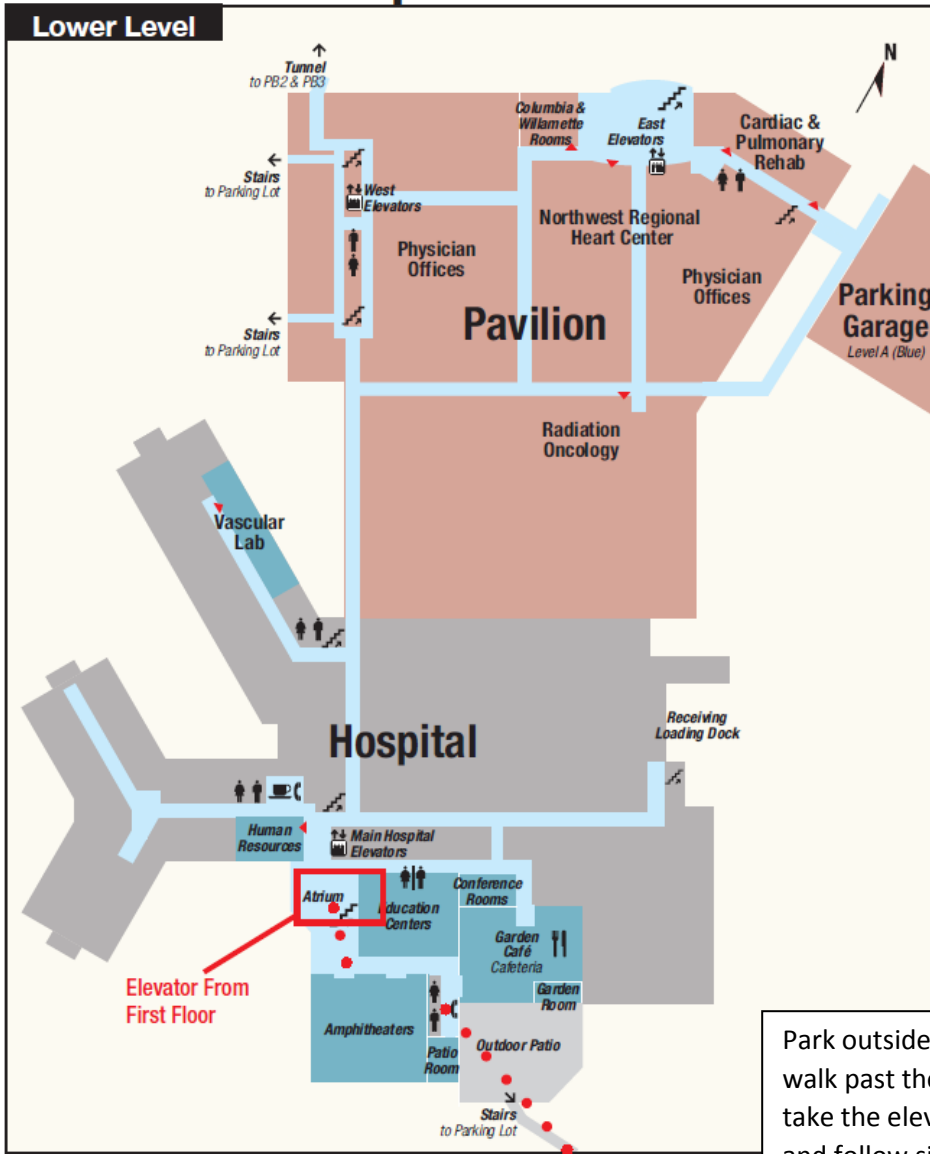 Lower Level
N
Tunnel
to PB2 & PB3
Columbia &
Willamette
Rooms
East
Elevators
Cardiac &
Pulmonary
Rehab
Stairs
to Parking Lot
West
Elevators
Physician
Offices
Northwest Regional
Heart Center
Physician
Offices
Parking
Garage
Level A (Blue)
Pavilion
Stairs
to Parking Lot
Radiation
Oncology
Vascular
Lab
Hospital
Receiving
Loading Dock
Human
Resources
Main Hospital
Elevators
Atrium
Education
Centers
Conference
Rooms
Garden
Café
Cafeteria
Garden
Room
Elevator From
First Floor
Amphitheaters
Patio
Room
Outdoor Patio
Stairs
to Parking Lot
Park outside
walk past the
take the elev